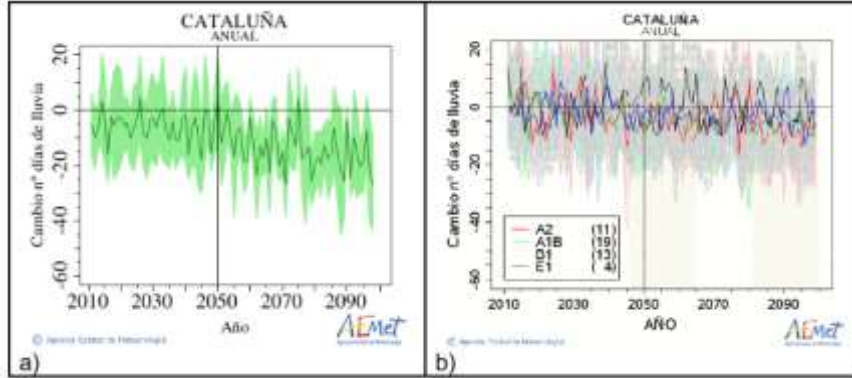 CATALUÑA
ANUAL
Cambio nº días de lluvia
20
0
-20
-40
-60
2010
2030
2050
2070
2090
Año
AEMet
a)
CATALUÑA
ANUAL
Cambio nº días de lluvia
20
0
-20
-40
-60
A2 (11)
A1B (19)
B1 (13)
E1 ( 4)
2010
2030
2050
2070
2090
AÑO
AEMet
b)